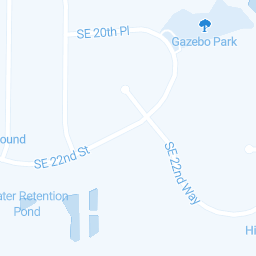 SE 20th Pl
Gazebo Park
ound
SE 22nd St
SE 22nd Way
ater Retention
Pond
Hi